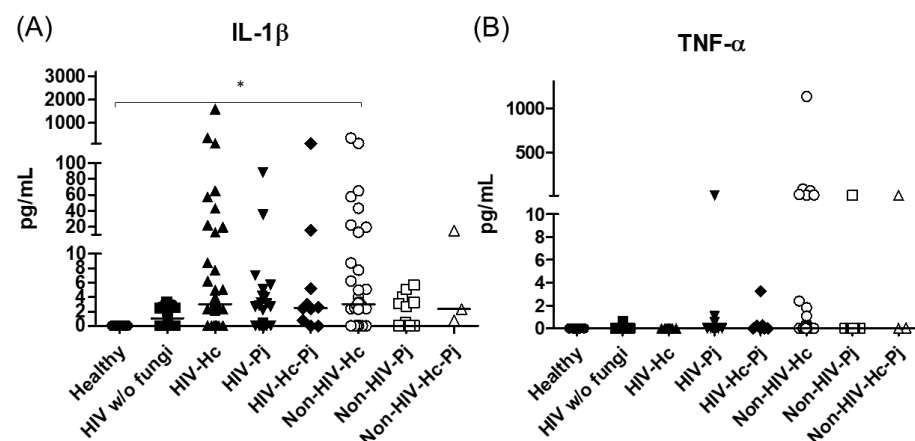 (A)
IL-1β
*
3000
2000
1000
100
80
60
40
20
10
8
6
4
2
0
pg/mL
Healthy
HIV w/o fungi
HIV-Hc
HIV-Pj
HIV-Hc-Pj
Non-HIV-Hc
Non-HIV-Pj
Non-HIV-Hc-Pj
(B)
TNF-α
1000
500
10
8
6
4
2
0
pg/mL
Healthy
HIV w/o fungi
HIV-Hc
HIV-Pj
HIV-Hc-Pj
Non-HIV-Hc
Non-HIV-Pj
Non-HIV-Hc-Pj